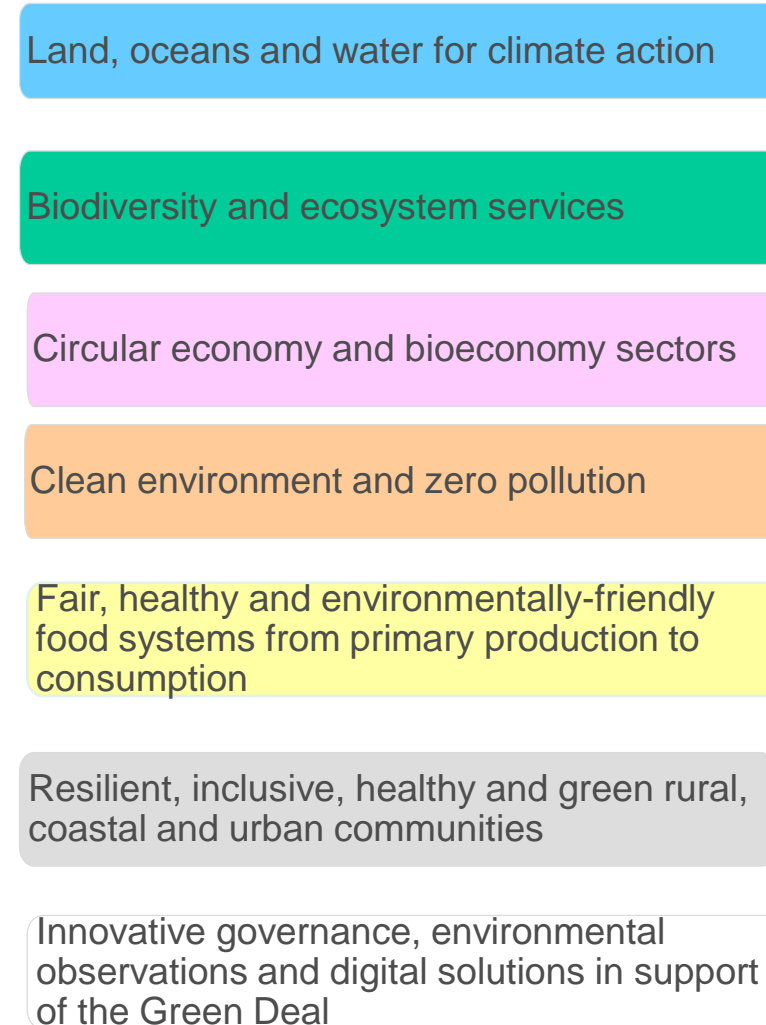 Land, oceans and water for climate action
Biodiversity and ecosystem services
Circular economy and bioeconomy sectors
Clean environment and zero pollution
Fair, healthy and environmentally-friendly
food systems from primary production to
consumption
Resilient, inclusive, healthy and green rural,
coastal and urban communities
Innovative governance, environmental
observations and digital solutions in support
of the Green Deal